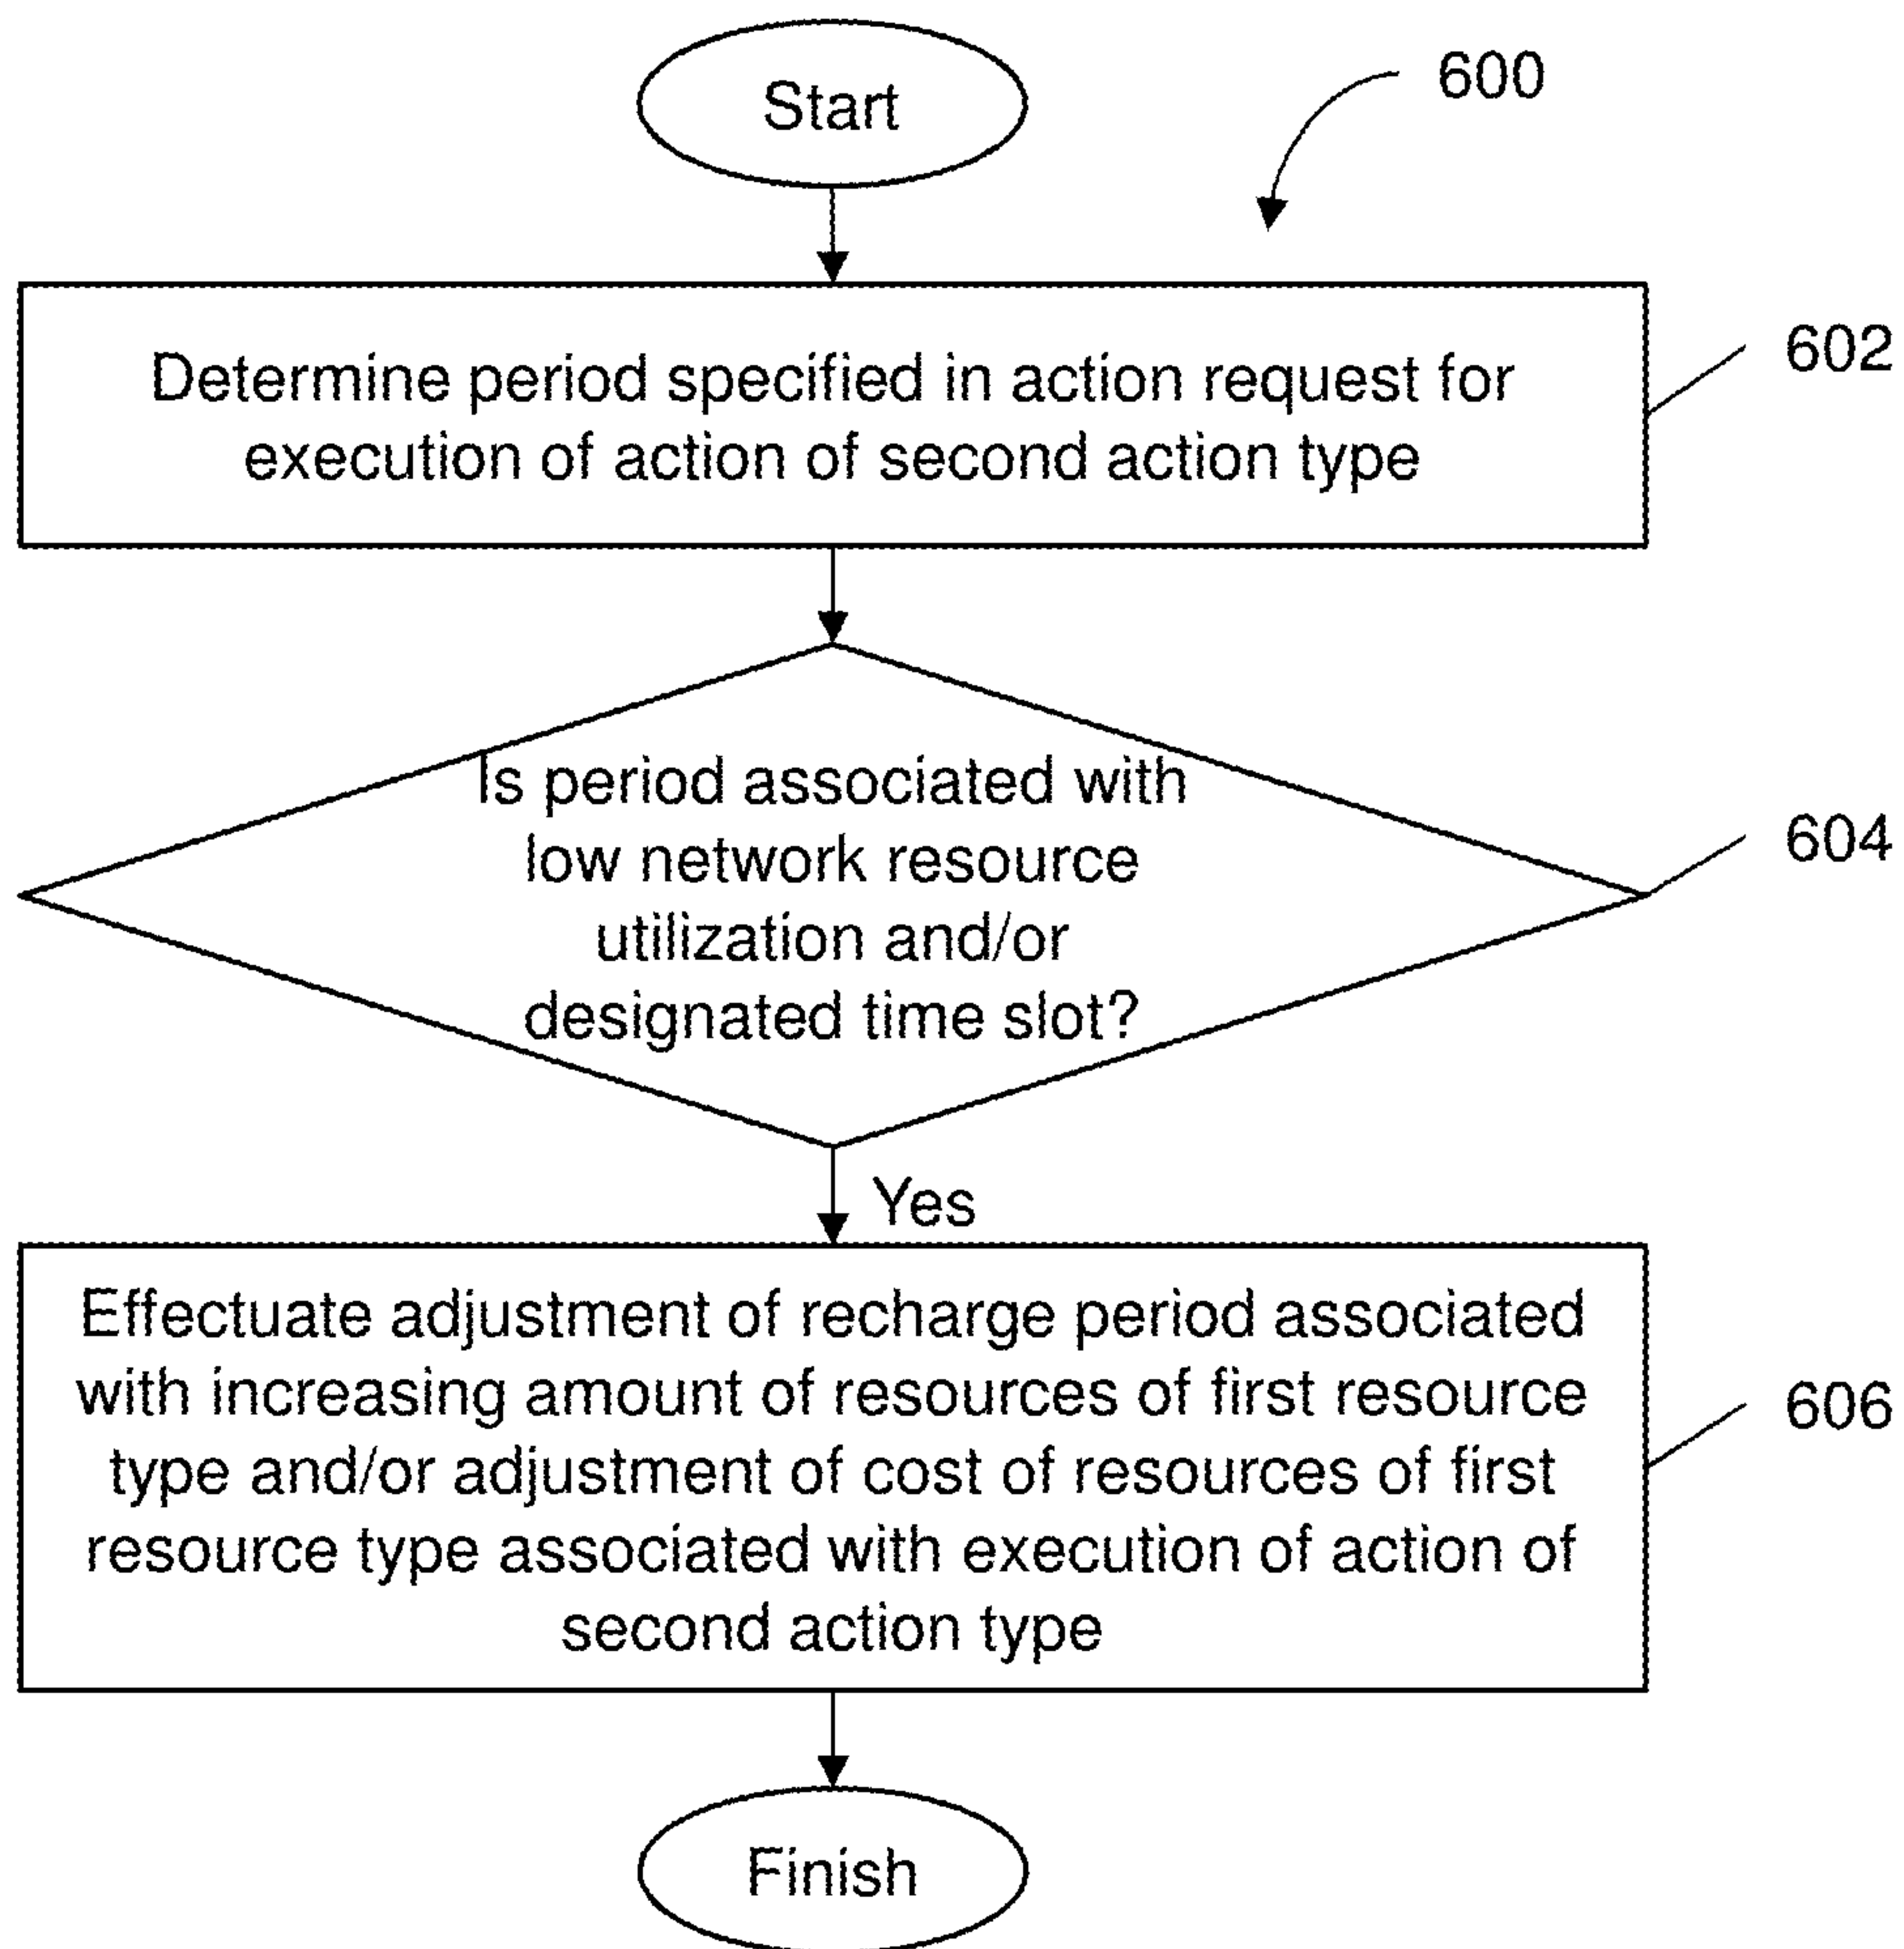 Start
600
Determine period specified in action request for
execution of action of second action type
602
Is period associated with
low network resource
utilization and/or
designated time slot?
604
Yes
Effectuate adjustment of recharge period associated
with increasing amount of resources of first resource
type and/or adjustment of cost of resources of first
resource type associated with execution of action of
second action type
606
Finish